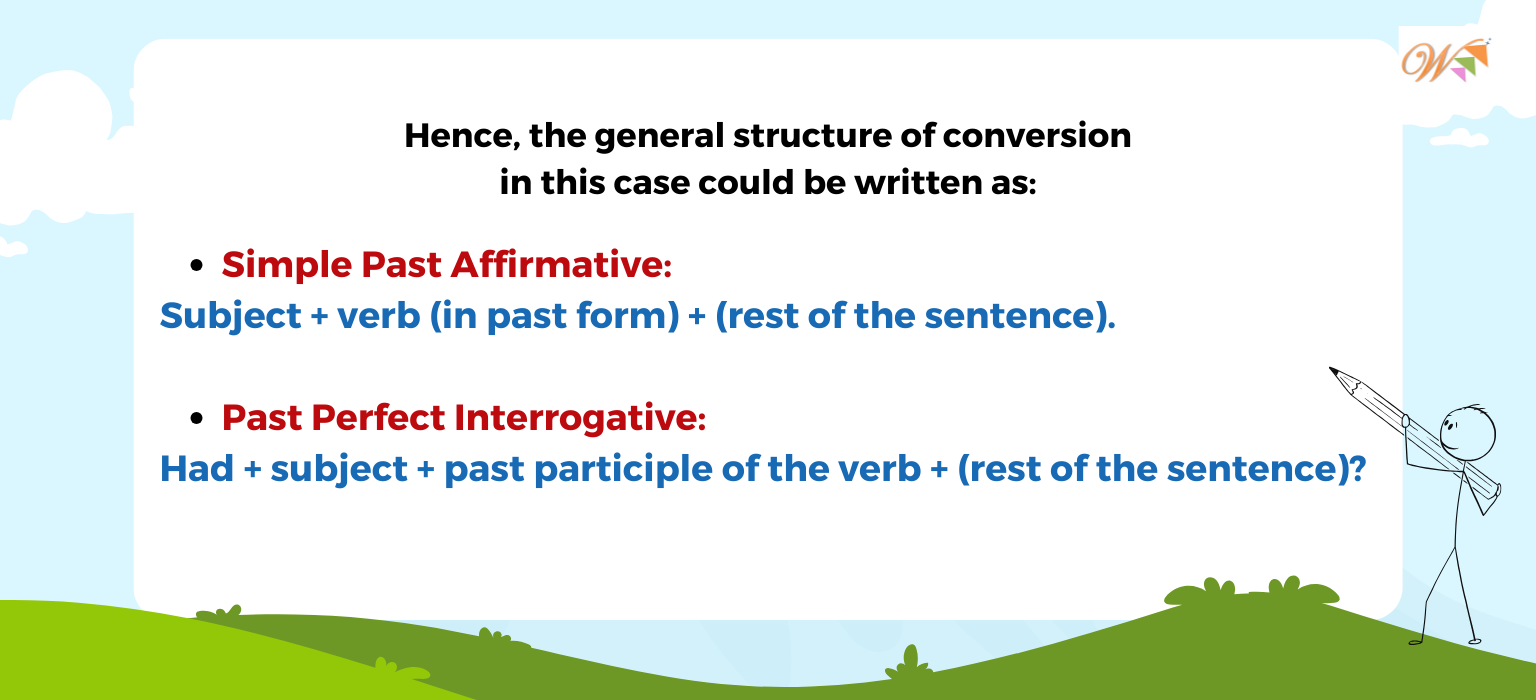 Hence, the general structure of conversion
in this case could be written as:
• Simple Past Affirmative:
Subject + verb (in past form) + (rest of the sentence).
• Past Perfect Interrogative:
Had + subject + past participle of the verb + (rest of the sentence)?
W